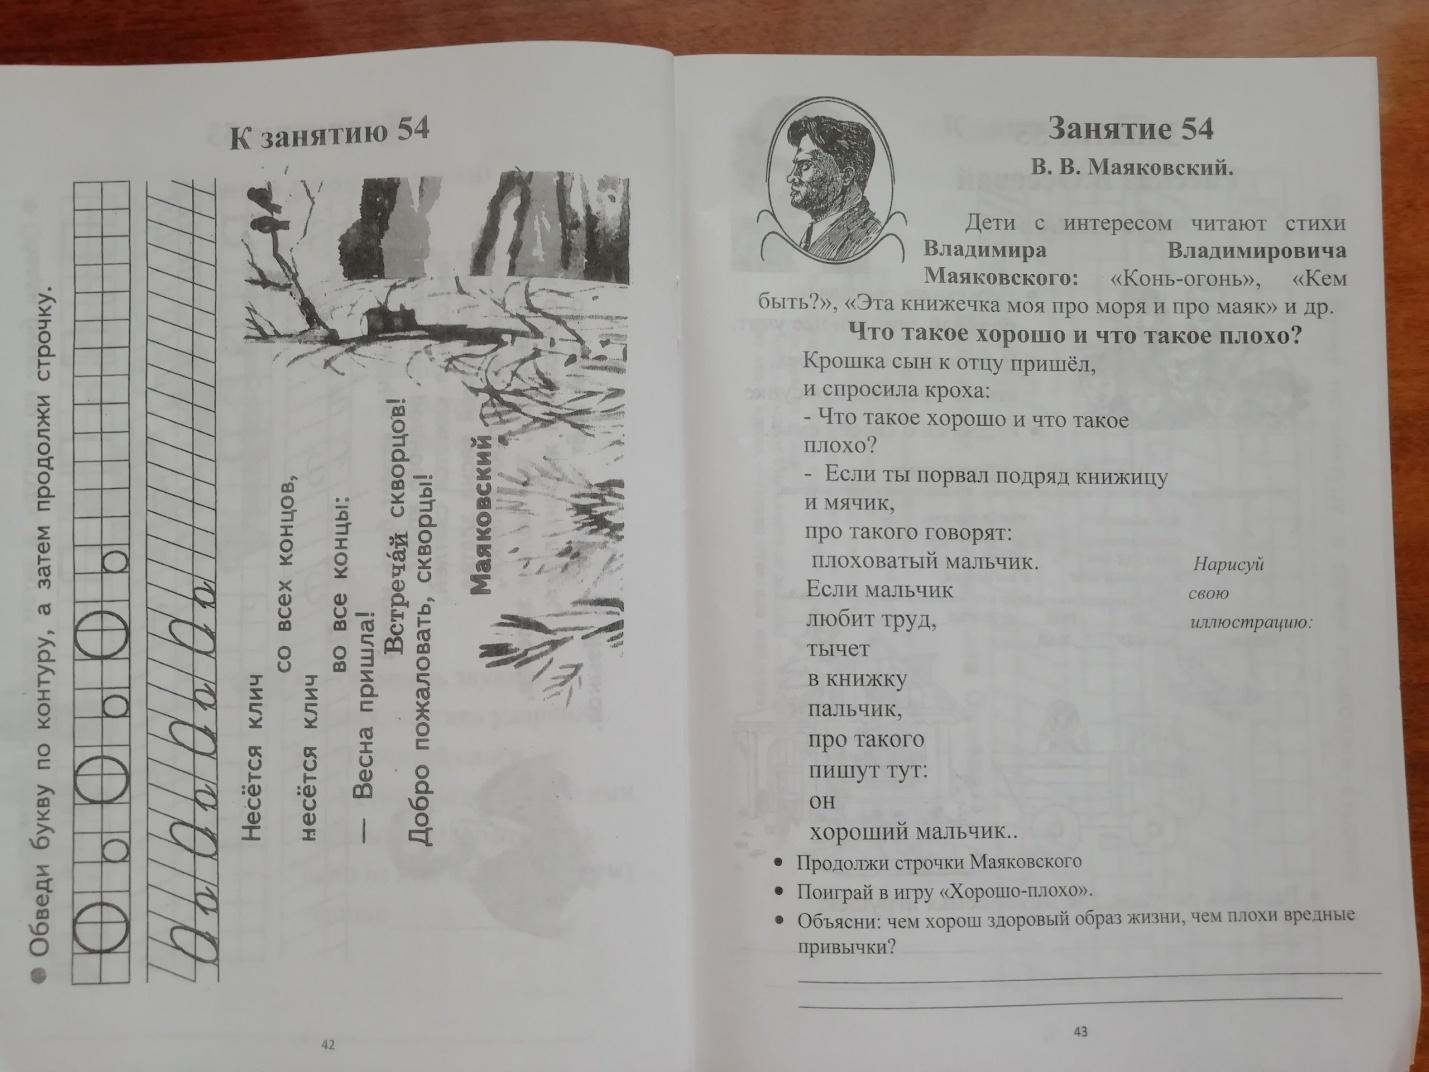 К занятию 54
● Обведи букву по контуру, а затем продолжи строчку.
О о О о О о
О о О о О о О о
Несётся клич
со всех концов,
несётся клич
во все концы:
— Весна пришла!
Встреча́й скворцов!
Добро пожаловать, скворцы!
Маяковский
42
Занятие 54
В. В. Маяковский.
Дети с интересом читают стихи
Владимира Владимировича
Маяковского: «Конь-огонь», «Кем
быть?», «Эта книжечка моя про моря и про маяк» и др.
Что такое хорошо и что такое плохо?
Крошка сын к отцу пришёл,
и спросила кроха:
- Что такое хорошо и что такое
плохо?
- Если ты порвал подряд книжицу
и мячик,
про такого говорят:
плоховатый мальчик.
Если мальчик
любит труд,
тычет
в книжку
пальчик,
про такого
пишут тут:
он
хороший мальчик..
Нарисуй
свою
иллюстрацию:
• Продолжи строчки Маяковского
• Поиграй в игру «Хорошо-плохо».
• Объясни: чем хорош здоровый образ жизни, чем плохи вредные
привычки?
43